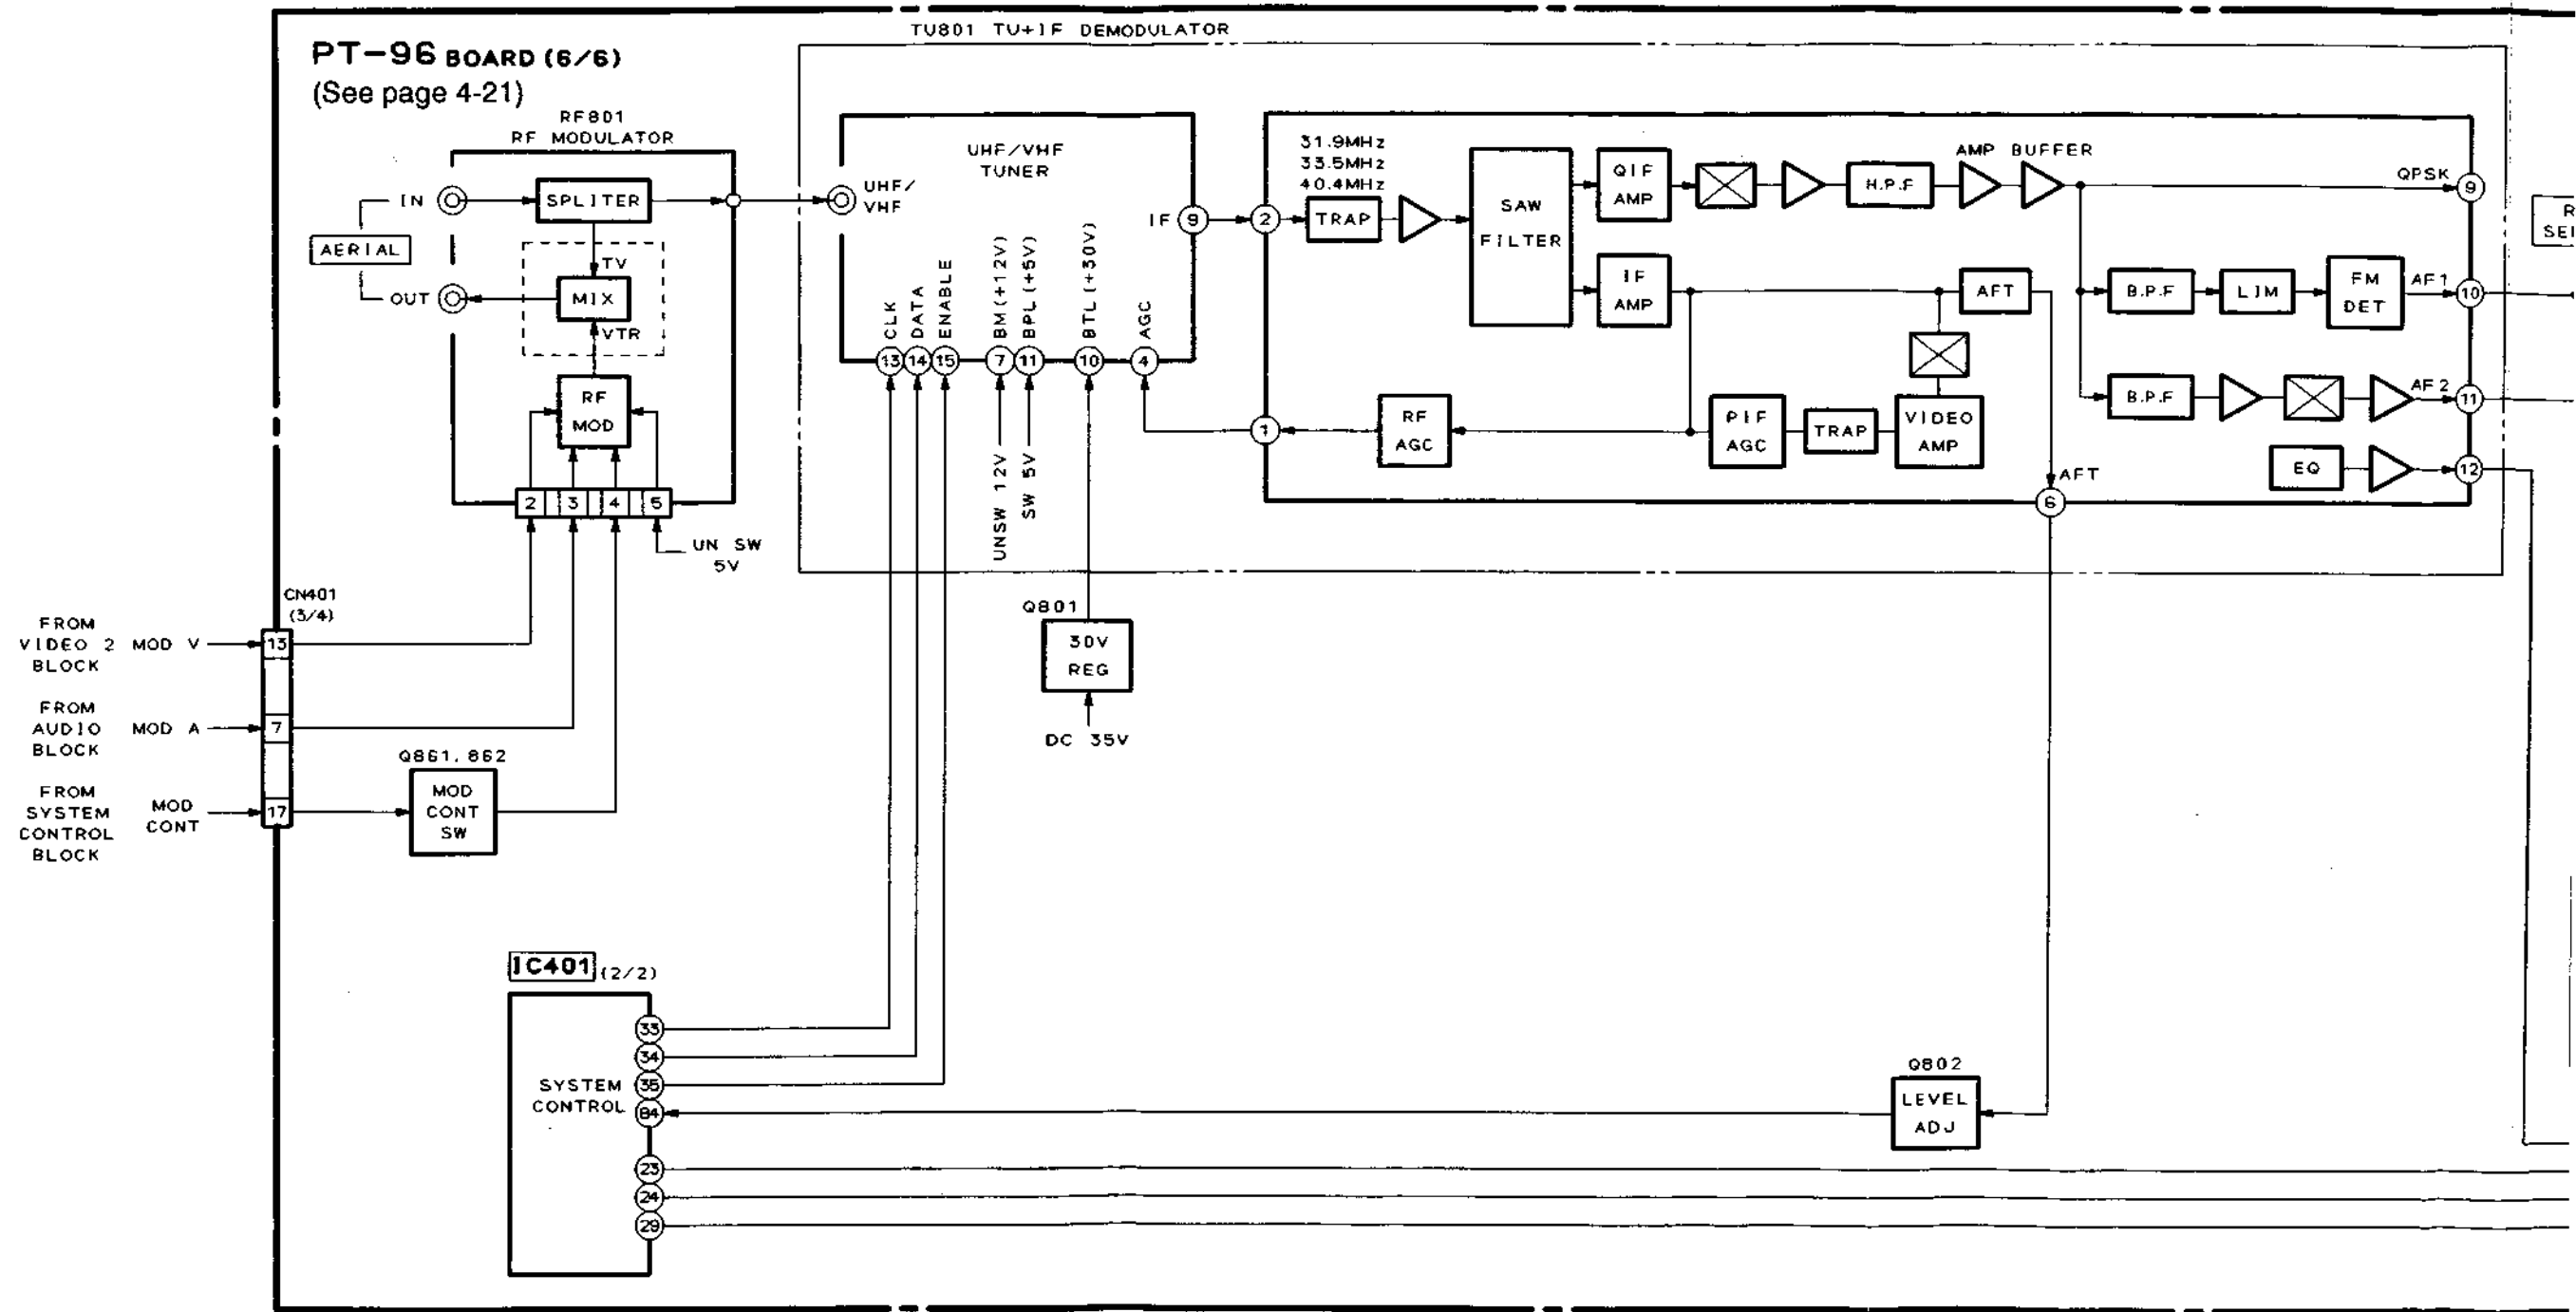 TU801 TU+IF DEMODULATOR
PT-96 BOARD (6/6)
(See page 4-21)
RF801
RF MODULATOR
IN
SPLITER
AERIAL
TV
MIX
OUT
VTR
RF
MOD
2
3
4
5
UN SW
5V
UHF/VHF
TUNER
UHF/
VHF
IF
9
CLK
DATA
ENABLE
BM(+12V)
BPL(+5V)
BTL(+30V)
AGC
13
14
15
7
11
10
4
UNSW 12V
SW 5V
31.9MHz
33.5MHz
40.4MHz
2
TRAP
SAW
FILTER
QIF
AMP
H.P.F
AMP BUFFER
QPSK
9
IF
AMP
AFT
B.P.F
LIM
FM
DET
AF1
10
B.P.F
AF2
11
1
RF
AGC
PIF
AGC
TRAP
VIDEO
AMP
EQ
12
AFT
6
R
SE
CN401
(3/4)
FROM
VIDEO 2
BLOCK
MOD V
13
FROM
AUDIO
BLOCK
MOD A
7
FROM
SYSTEM
CONTROL
BLOCK
MOD
CONT
17
Q861,862
MOD
CONT
SW
Q801
30V
REG
DC 35V
IC401 (2/2)
SYSTEM
CONTROL
33
34
35
84
23
24
29
Q802
LEVEL
ADJ